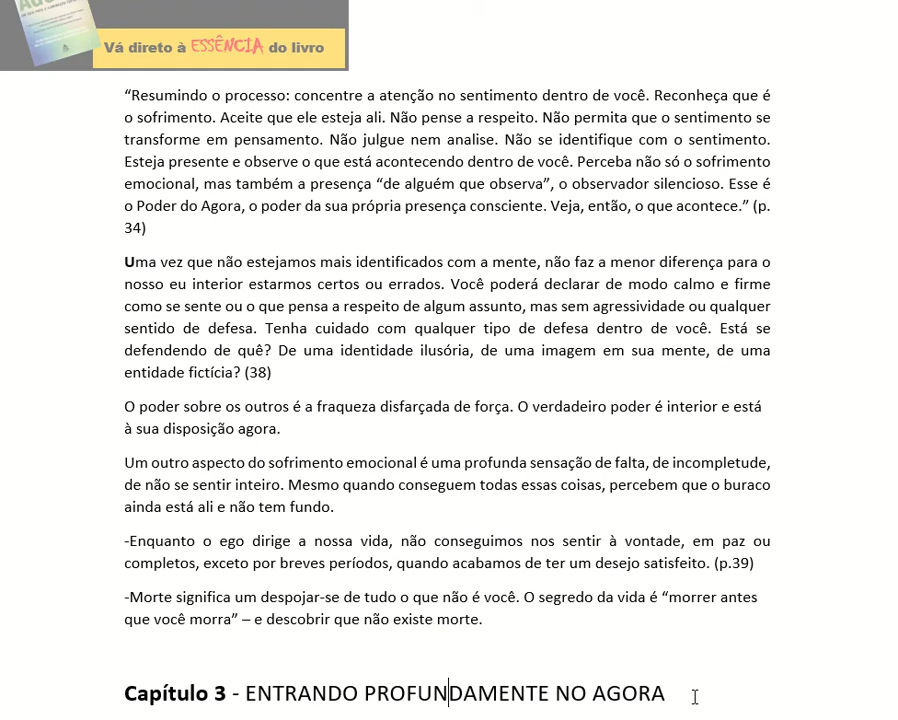 Vá direto à ESSÊNCIA do livro
“Resumindo o processo: concentre a atenção no sentimento dentro de você. Reconheça que é
o sofrimento. Aceite que ele esteja ali. Não pense a respeito. Não permita que o sentimento se
transforme em pensamento. Não julgue nem analise. Não se identifique com o sentimento.
Esteja presente e observe o que está acontecendo dentro de você. Perceba não só o sofrimento
emocional, mas também a presença “de alguém que observa”, o observador silencioso. Esse é
o Poder do Agora, o poder da sua própria presença consciente. Veja, então, o que acontece.” (p.
34)
Uma vez que não estejamos mais identificados com a mente, não faz a menor diferença para o
nosso eu interior estarmos certos ou errados. Você poderá declarar de modo calmo e firme
como se sente ou o que pensa a respeito de algum assunto, mas sem agressividade ou qualquer
sentido de defesa. Tenha cuidado com qualquer tipo de defesa dentro de você. Está se
defendendo de quê? De uma identidade ilusória, de uma imagem em sua mente, de uma
entidade fictícia? (38)
O poder sobre os outros é a fraqueza disfarçada de força. O verdadeiro poder é interior e está
à sua disposição agora.
Um outro aspecto do sofrimento emocional é uma profunda sensação de falta, de incompletude,
de não se sentir inteiro. Mesmo quando conseguem todas essas coisas, percebem que o buraco
ainda está ali e não tem fundo.
-Enquanto o ego dirige a nossa vida, não conseguimos nos sentir à vontade, em paz ou
completos, exceto por breves períodos, quando acabamos de ter um desejo satisfeito. (p.39)
-Morte significa um despojar-se de tudo o que não é você. O segredo da vida é “morrer antes
que você morra” – e descobrir que não existe morte.
Capítulo 3 - ENTRANDO PROFUNDAMENTE NO AGORA